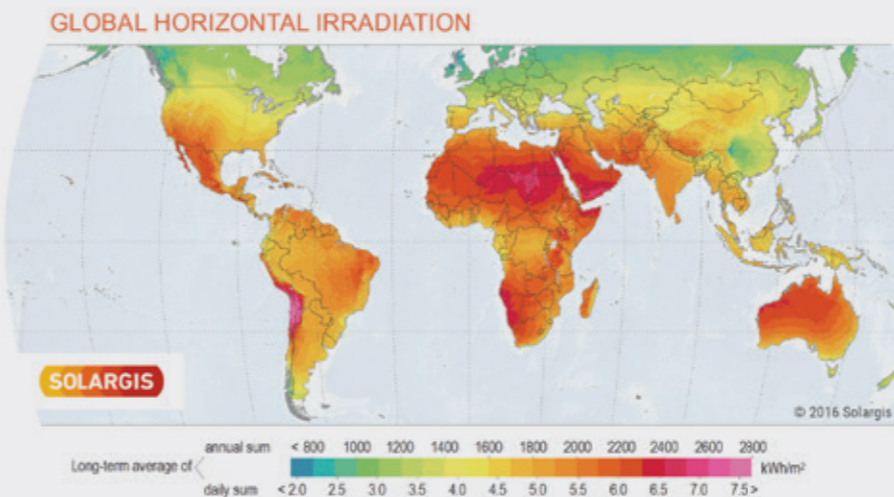 GLOBAL HORIZONTAL IRRADIATION
SOLARGIS
© 2016 Solargis
Long-term average of
annual sum < 800 1000 1200 1400 1600 1800 2000 2200 2400 2600 2800
kWh/m²
daily sum < 2.0 2.5 3.0 3.5 4.0 4.5 5.0 5.5 6.0 6.5 7.0 7.5 >